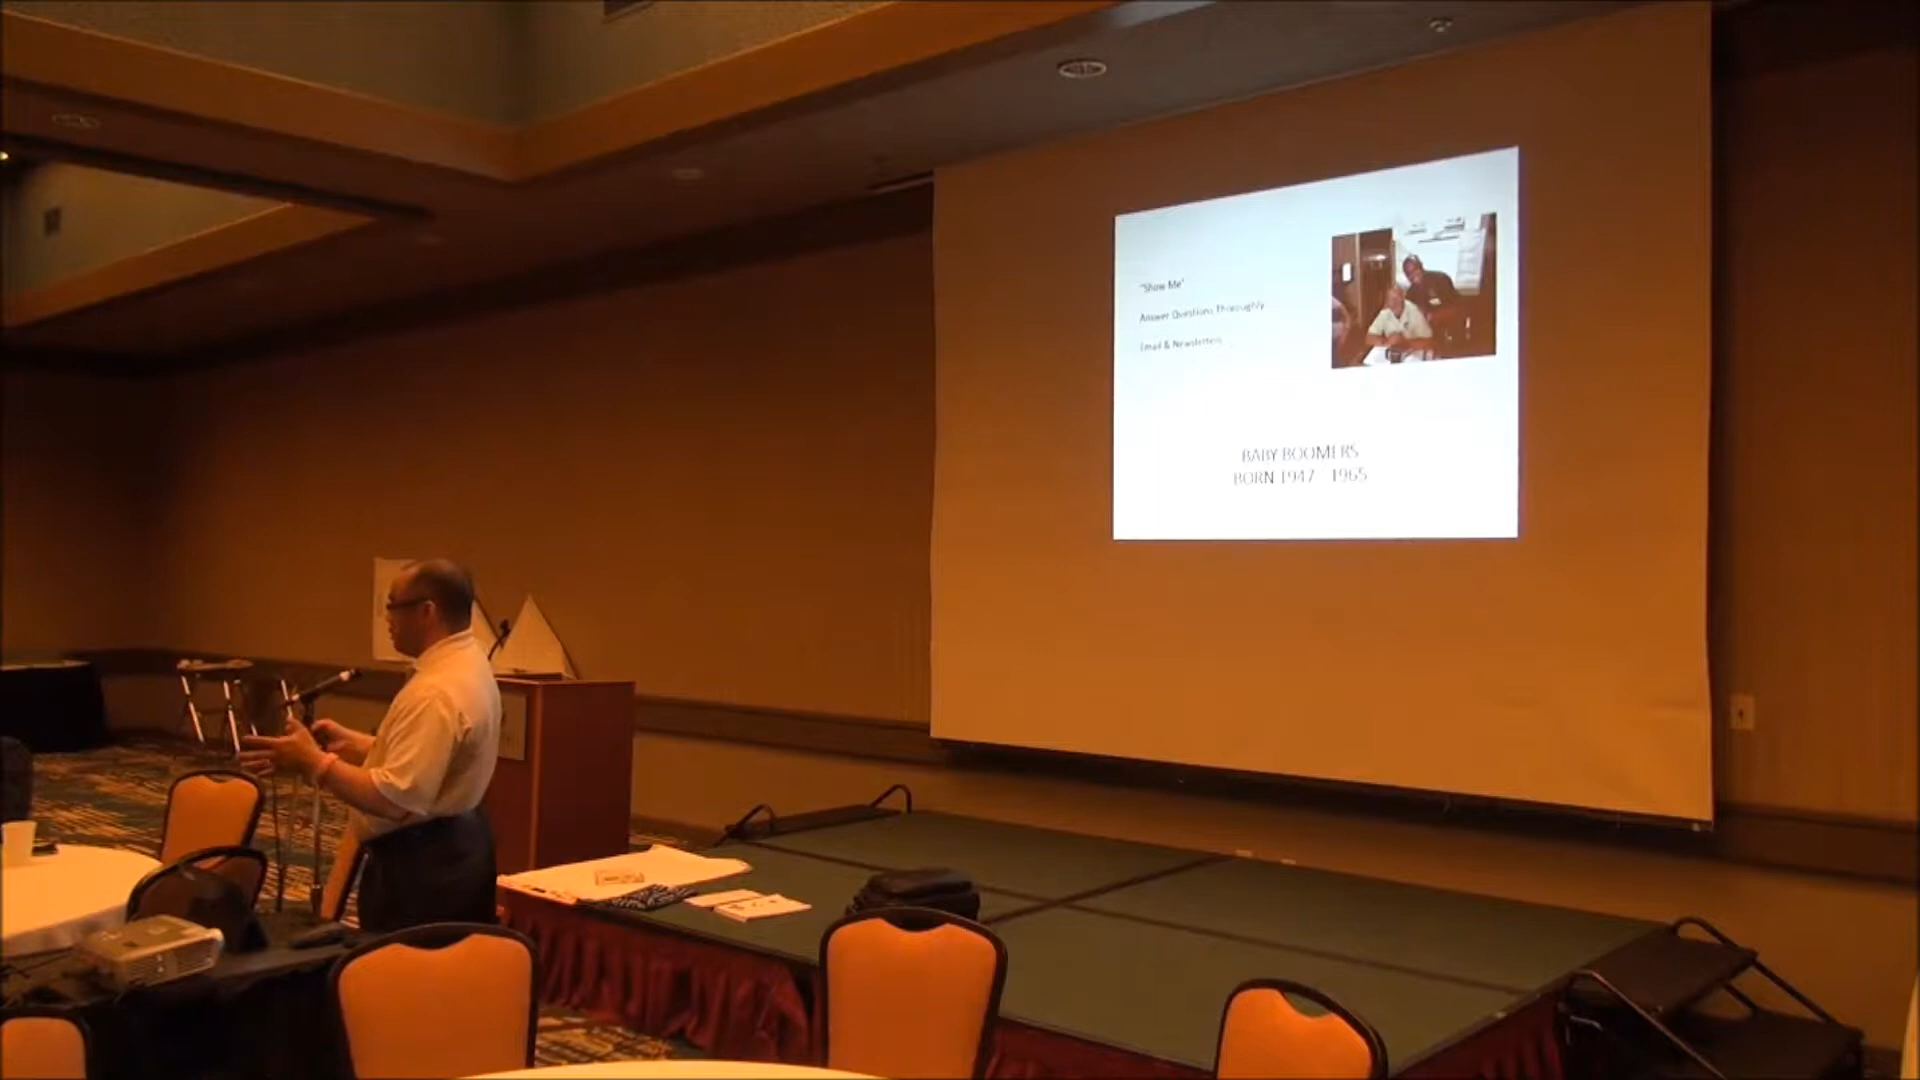 "Show Me"
Answer Questions Thoroughly
Email & Newsletters
BABY BOOMERS
BORN 1947 - 1965